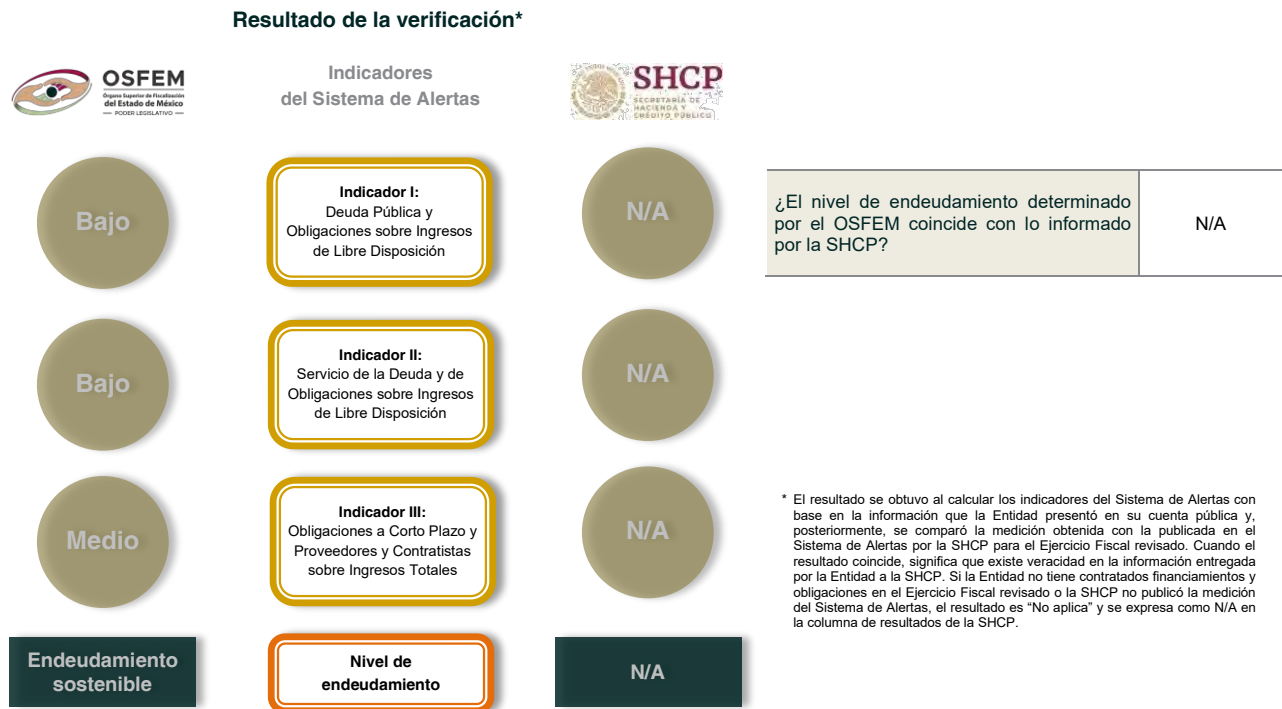 Resultado de la verificación*
OSFEM
Órgano Superior de Fiscalización
del Estado de México
PODER LEGISLATIVO
Indicadores
del Sistema de Alertas
SHCP
SECRETARÍA DE
HACIENDA Y
CRÉDITO PÚBLICO
Bajo
Indicador I:
Deuda Pública y
Obligaciones sobre Ingresos
de Libre Disposición
N/A
¿El nivel de endeudamiento determinado
por el OSFEM coincide con lo informado
por la SHCP?
N/A
Bajo
Indicador II:
Servicio de la Deuda y de
Obligaciones sobre Ingresos
de Libre Disposición
N/A
Medio
Indicador III:
Obligaciones a Corto Plazo y
Proveedores y Contratistas
sobre Ingresos Totales
N/A
* El resultado se obtuvo al calcular los indicadores del Sistema de Alertas con
base en la información que la Entidad presentó en su cuenta pública y,
posteriormente, se comparó la medición obtenida con la publicada en el
Sistema de Alertas por la SHCP para el Ejercicio Fiscal revisado. Cuando el
resultado coincide, significa que existe veracidad en la información entregada
por la Entidad a la SHCP. Si la Entidad no tiene contratados financiamientos y
obligaciones en el Ejercicio Fiscal revisado o la SHCP no publicó la medición
del Sistema de Alertas, el resultado es “No aplica” y se expresa como N/A en
la columna de resultados de la SHCP.
Endeudamiento
sostenible
Nivel de
endeudamiento
N/A